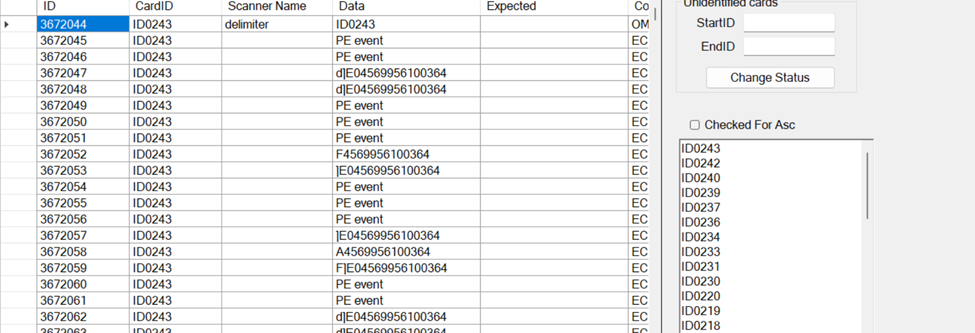 ID CardID Scanner Name Data Expected Co
3672044 ID0243 delimiter ID0243 OM
3672045 ID0243 PE event EC
3672046 ID0243 PE event EC
3672047 ID0243 d]E04569956100364 EC
3672048 ID0243 d]E04569956100364 EC
3672049 ID0243 PE event EC
3672050 ID0243 PE event EC
3672051 ID0243 PE event EC
3672052 ID0243 F4569956100364 EC
3672053 ID0243 ]E04569956100364 EC
3672054 ID0243 PE event EC
3672055 ID0243 PE event EC
3672056 ID0243 PE event EC
3672057 ID0243 ]E04569956100364 EC
3672058 ID0243 A4569956100364 EC
3672059 ID0243 F]E04569956100364 EC
3672060 ID0243 PE event EC
3672061 ID0243 PE event EC
3672062 ID0243 d]E04569956100364 EC
3672063 ID0243 d]E04569956100364 EC
Unidentified cards
StartID
EndID
Change Status
Checked For Asc
ID0243
ID0242
ID0240
ID0239
ID0237
ID0236
ID0234
ID0233
ID0231
ID0230
ID0220
ID0219
ID0218